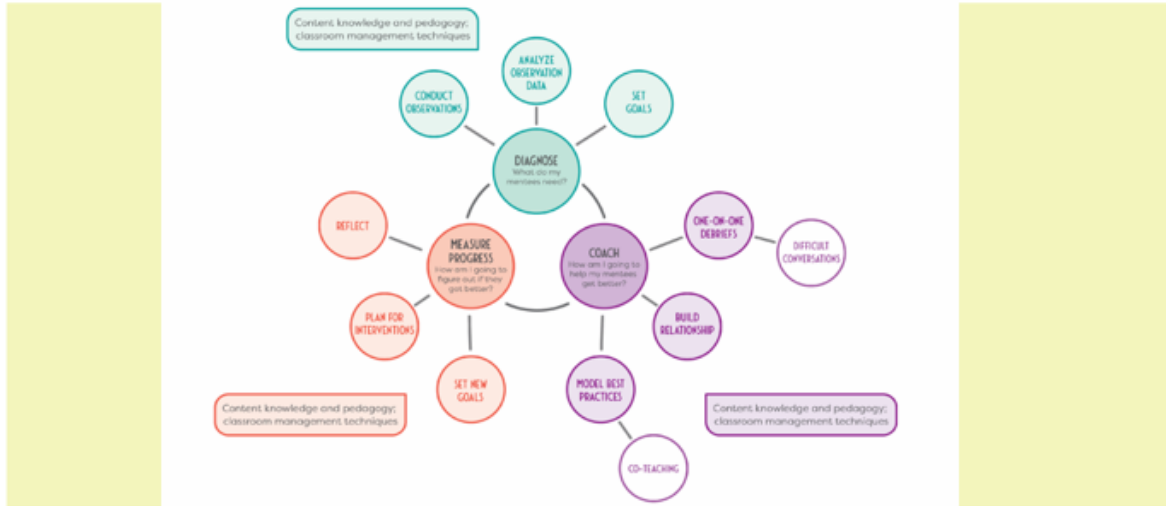 Content knowledge and pedagogy;
classroom management techniques
ANALYZE
OBSERVATION
DATA
CONDUCT
OBSERVATIONS
SET
GOALS
DIAGNOSE
What do my
mentees need?
REFLECT
MEASURE
PROGRESS
How am I going to
figure out if they
got better?
COACH
How am I going to
help my mentees
get better?
ONE-ON-ONE
DEBRIEFS
DIFFICULT
CONVERSATIONS
PLAN FOR
INTERVENTIONS
BUILD
RELATIONSHIP
SET NEW
GOALS
MODEL BEST
PRACTICES
Content knowledge and pedagogy;
classroom management techniques
Content knowledge and pedagogy;
classroom management techniques
CO-TEACHING